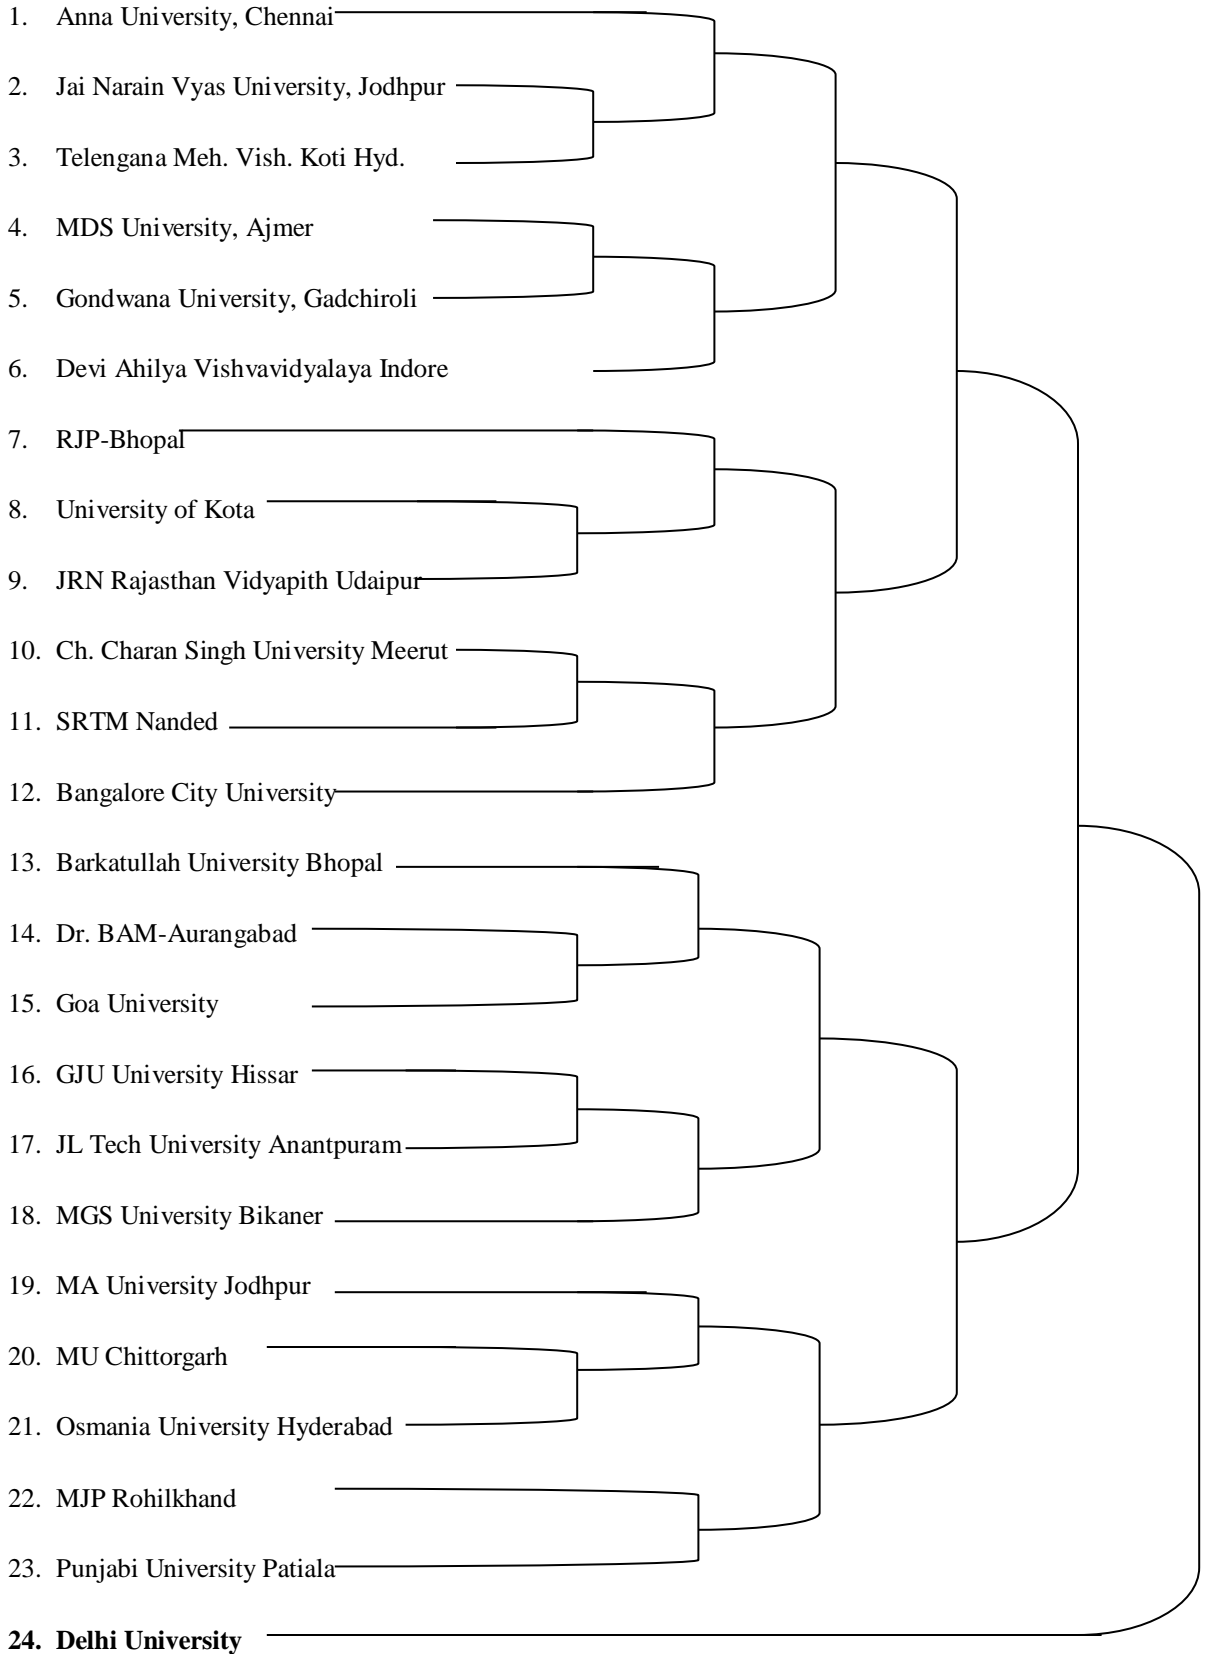 1. Anna University, Chennai
2. Jai Narain Vyas University, Jodhpur
3. Telengana Meh. Vish. Koti Hyd.
4. MDS University, Ajmer
5. Gondwana University, Gadchiroli
6. Devi Ahilya Vishvavidyalaya Indore
7. RJP-Bhopal
8. University of Kota
9. JRN Rajasthan Vidyapith Udaipur
10. Ch. Charan Singh University Meerut
11. SRTM Nanded
12. Bangalore City University
13. Barkatullah University Bhopal
14. Dr. BAM-Aurangabad
15. Goa University
16. GJU University Hissar
17. JL Tech University Anantpuram
18. MGS University Bikaner
19. MA University Jodhpur
20. MU Chittorgarh
21. Osmania University Hyderabad
22. MJP Rohilkhand
23. Punjabi University Patiala
24. Delhi University